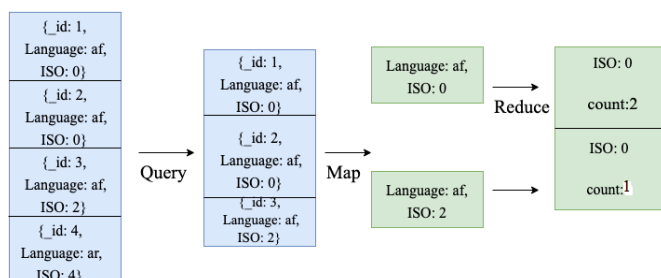 {_id: 1,
Language: af,
ISO: 0}
{_id: 2,
Language: af,
ISO: 0}
{_id: 3,
Language: af,
ISO: 2}
{_id: 4,
Language: ar,
ISO: 4}
Query
{_id: 1,
Language: af,
ISO: 0}
{_id: 2,
Language: af,
ISO: 0}
{_id: 3,
Language: af,
ISO: 2}
Map
Language: af,
ISO: 0
Language: af,
ISO: 2
Reduce
ISO: 0
count:2
ISO: 0
count:1